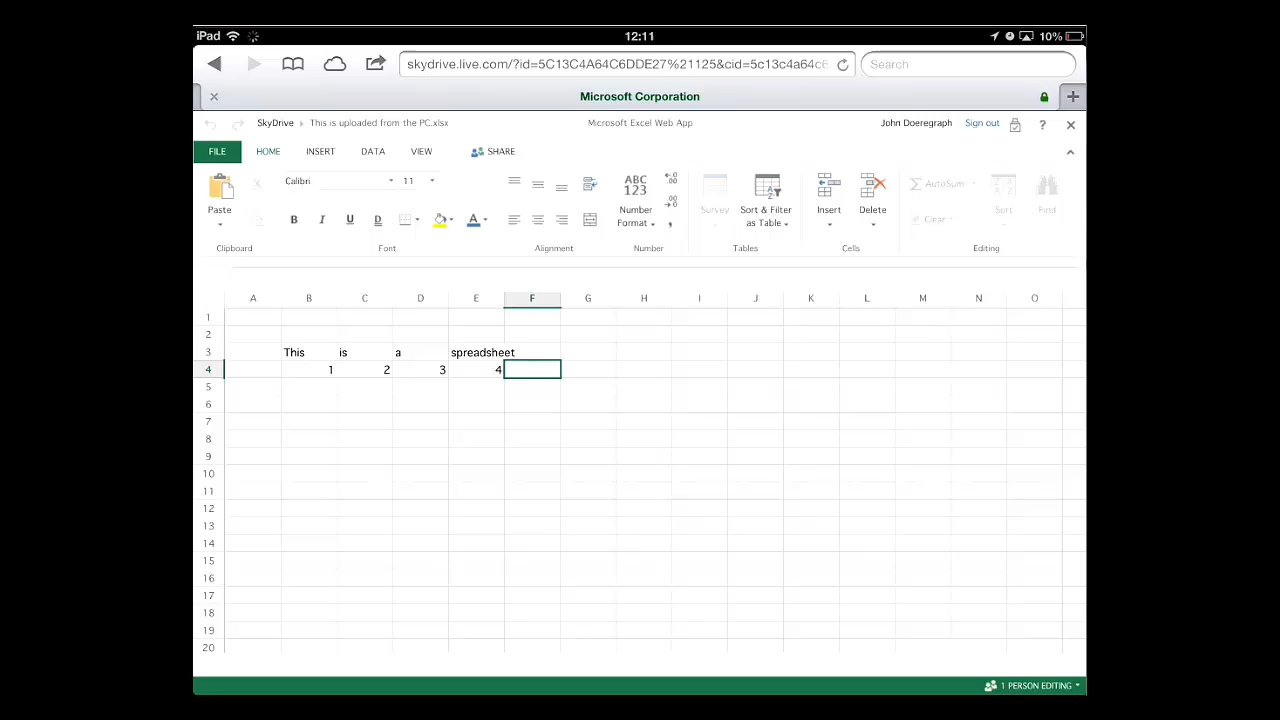 iPad 12:11 10%
skydrive.live.com/?id=5C13C4A64C6DDE27%21125&cid=5c13c4a64c6 Search
Microsoft Corporation
SkyDrive This is uploaded from the PC.xlsx Microsoft Excel Web App John Doeregraph Sign out ?
FILE HOME INSERT DATA VIEW SHARE
Calibri 11 ABC 123 .00 AutoSum
Paste Number Format Survey Sort & Filter as Table Insert Delete Sort Find
B I U D A , Clear
Clipboard Font Alignment Number Tables Cells Editing
A B C D E F G H I J K L M N O
1
2
3 This is a spreadsheet
4 1 2 3 4
5
6
7
8
9
10
11
12
13
14
15
16
17
18
19
20
1 PERSON EDITING